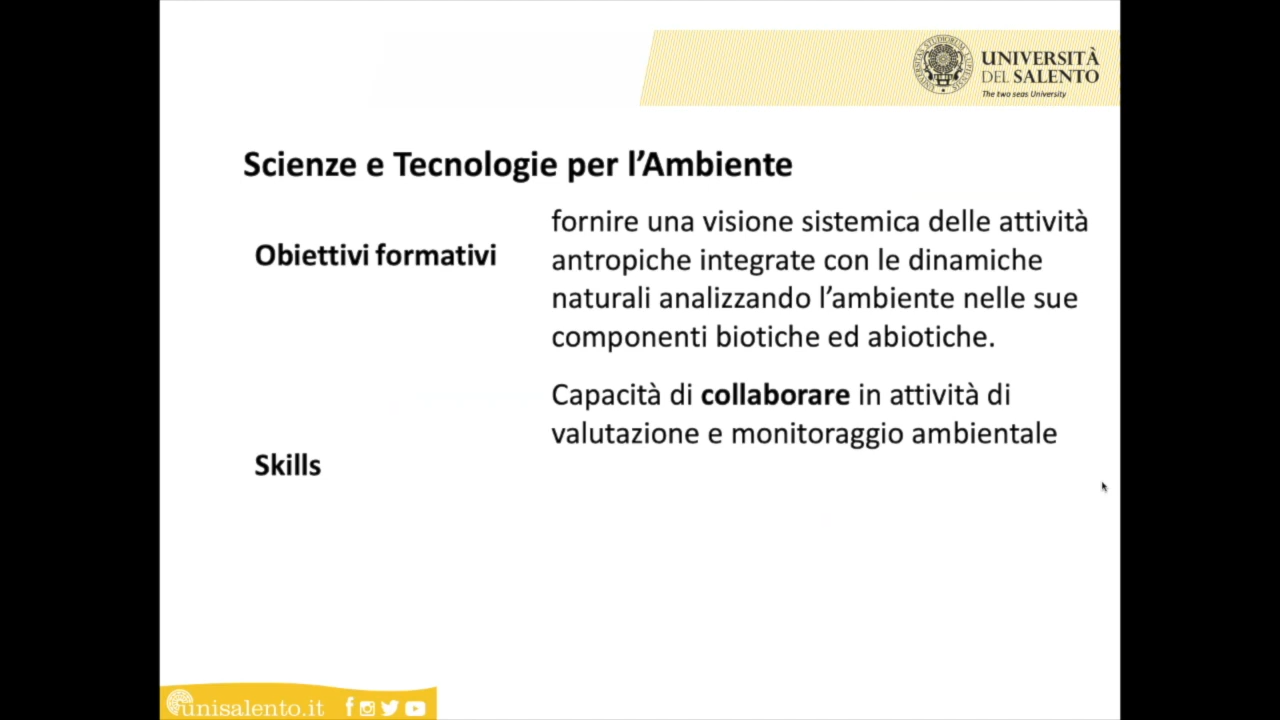 UNIVERSITÀ
DEL SALENTO
The two seas University
Scienze e Tecnologie per l'Ambiente
Obiettivi formativi
fornire una visione sistemica delle attività
antropiche integrate con le dinamiche
naturali analizzando l'ambiente nelle sue
componenti biotiche ed abiotiche.
Skills
Capacità di collaborare in attività di
valutazione e monitoraggio ambientale
unisalento.it